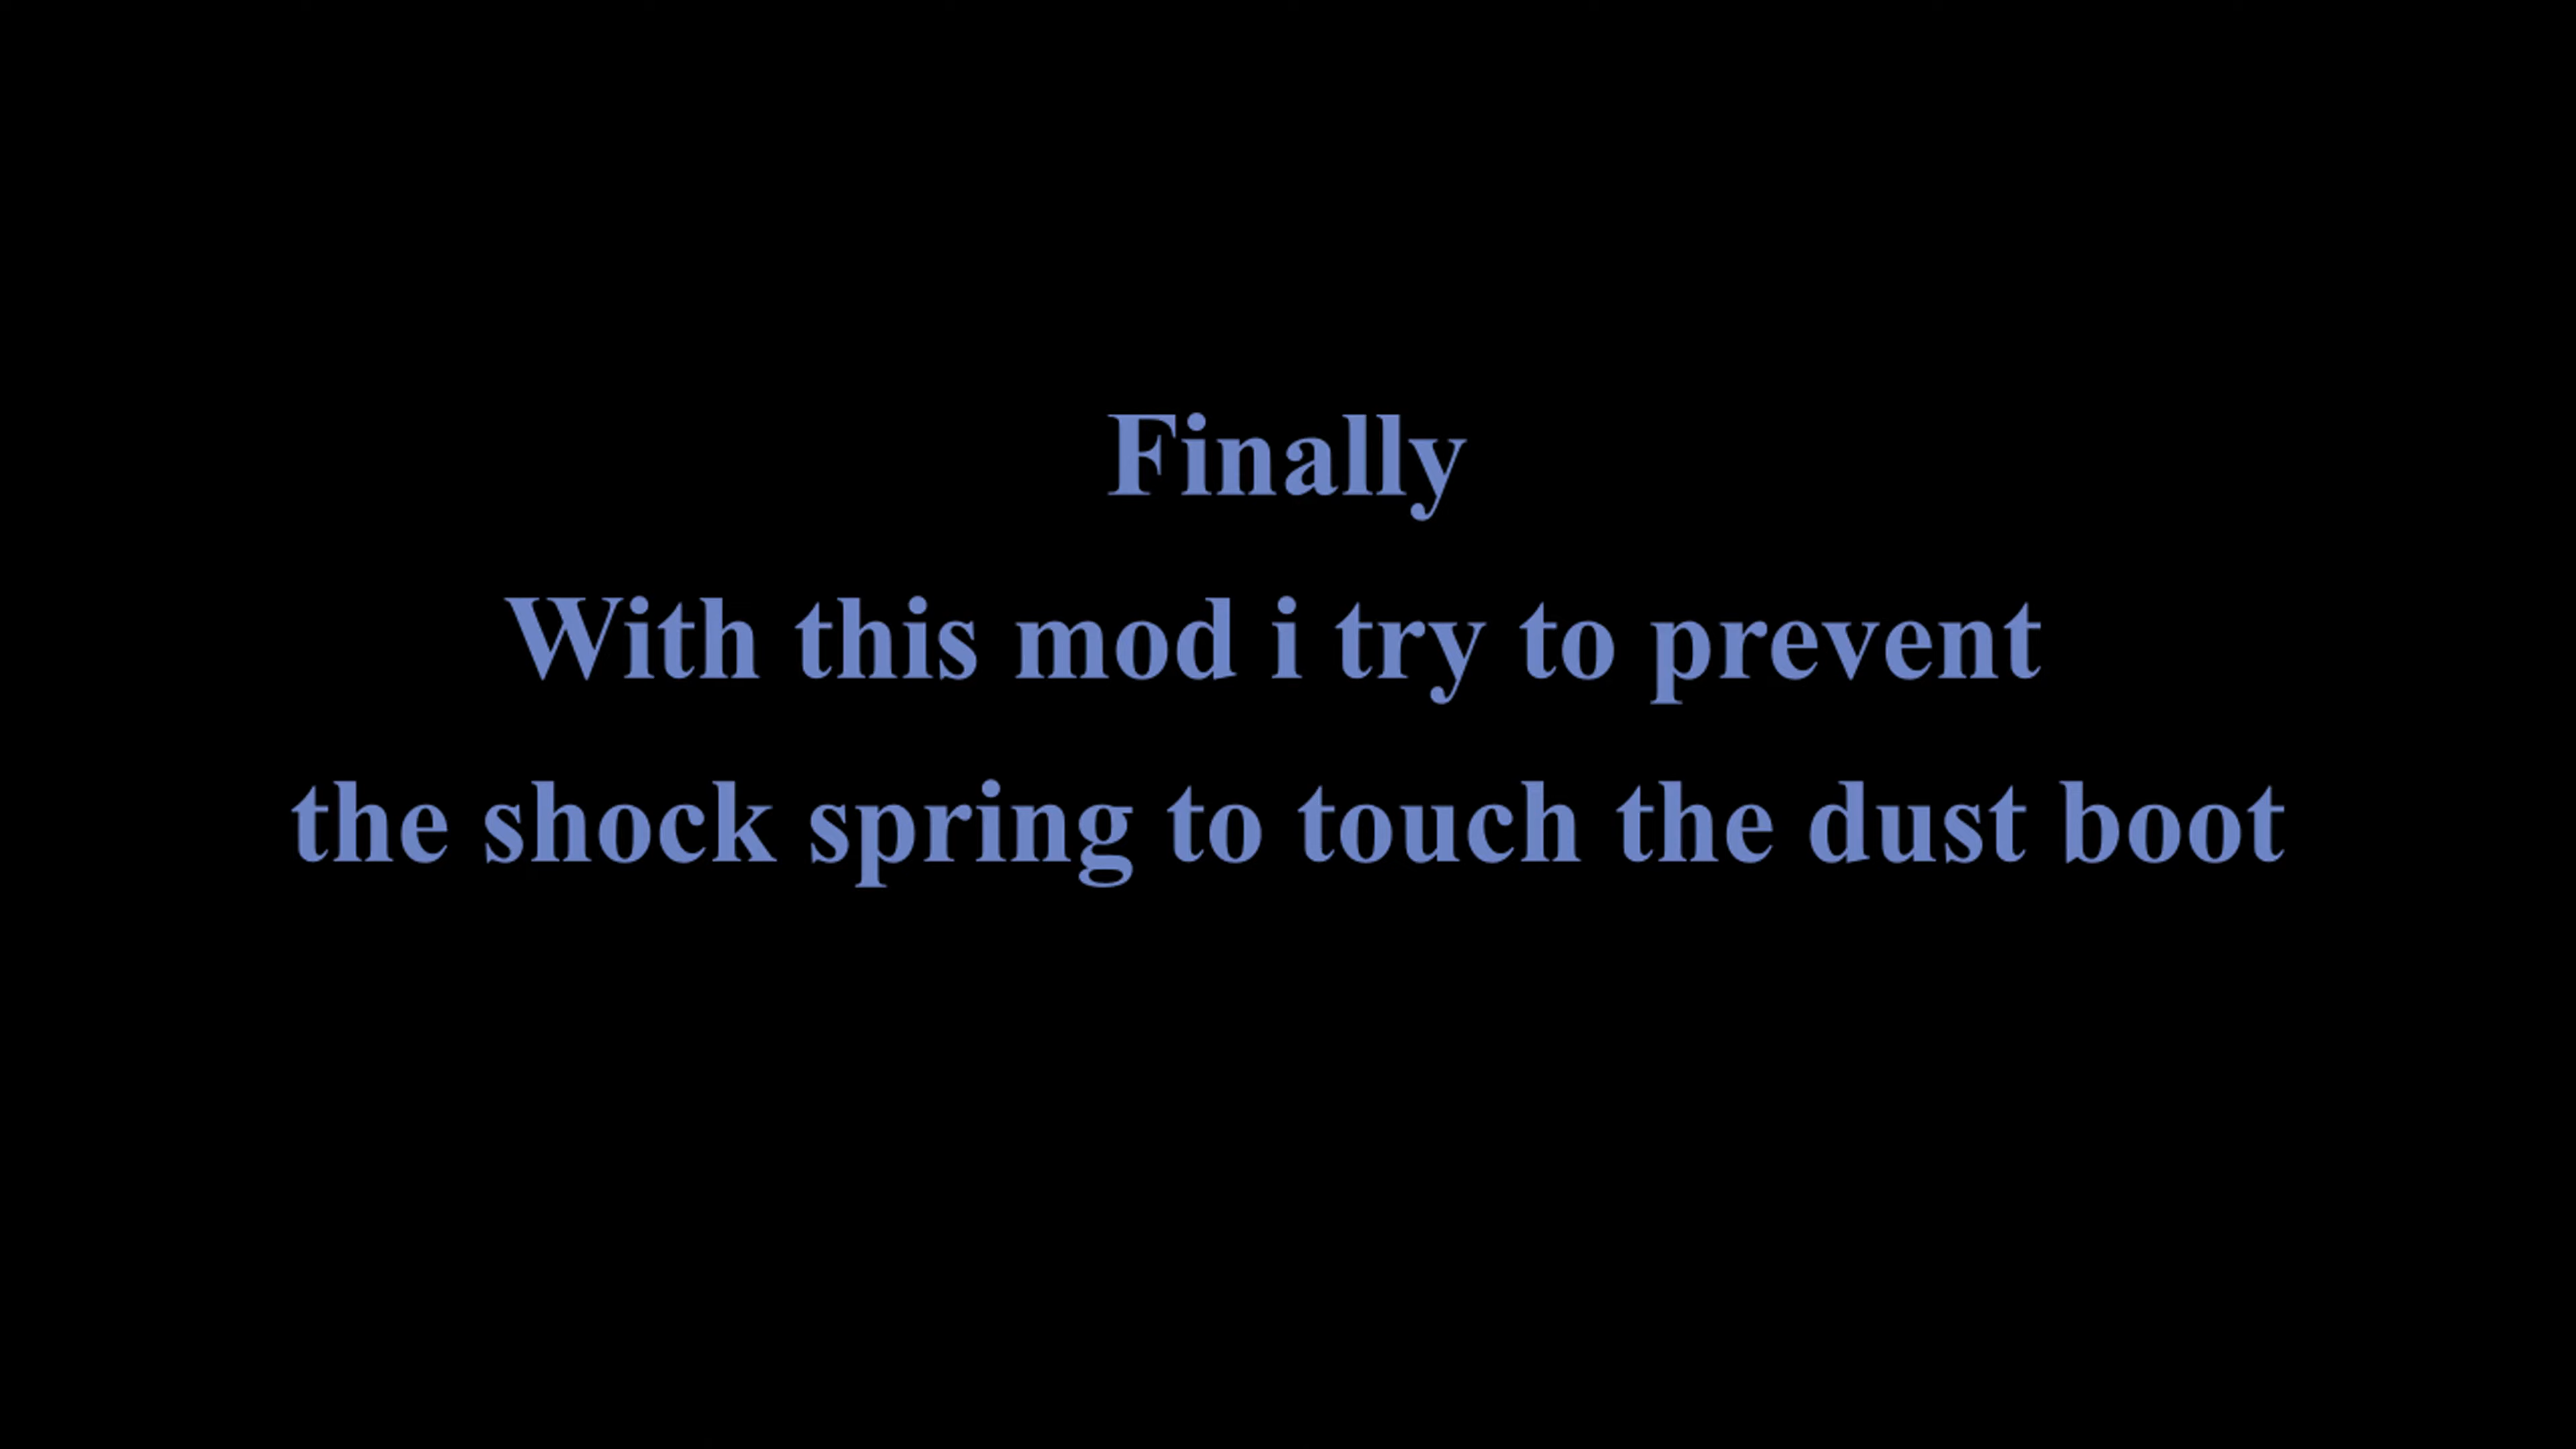 Finally
With this mod i try to prevent
the shock spring to touch the dust boot